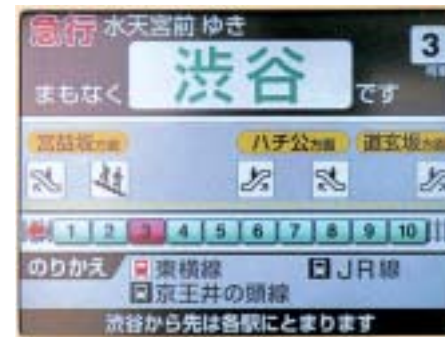 急行 水天宮前 ゆき
3
まもなく 渋谷 です
宮益坂方面 ハチ公方面 道玄坂方面
1 2 3 4 5 6 7 8 9 10
のりかえ 東横線 JR線
京王井の頭線
渋谷から先は各駅にとまります